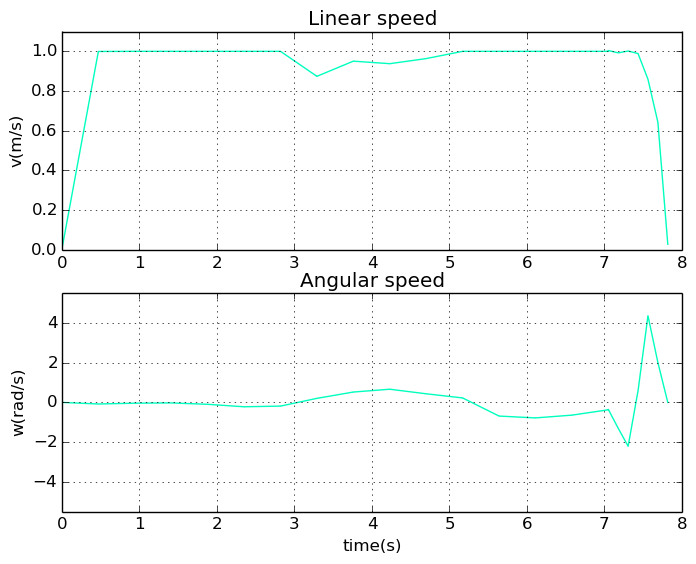 Linear speed
1.0
0.8
0.6
0.4
0.2
0.0
v(m/s)
0 1 2 3 4 5 6 7 8
Angular speed
4
2
0
−2
−4
w(rad/s)
0 1 2 3 4 5 6 7 8
time(s)